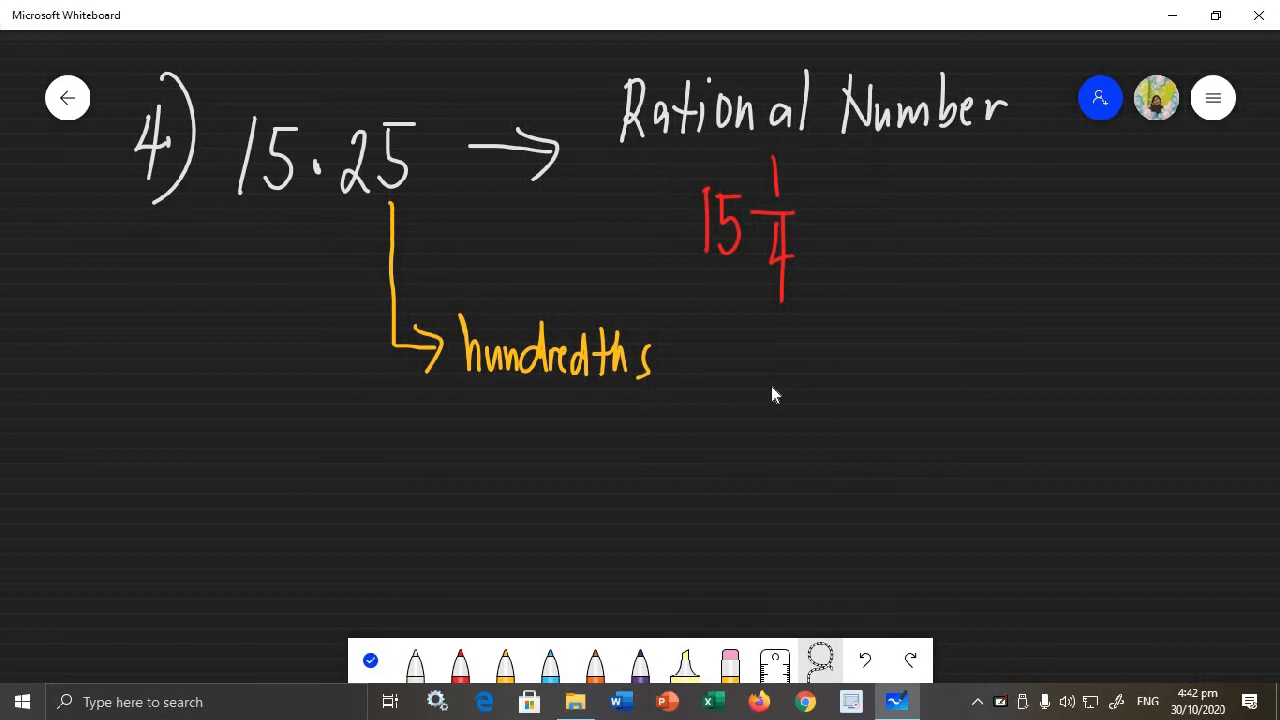 Microsoft Whiteboard
4) 15.25 → Rational Number
15 1/4
hundredths
Type here to search
ENG
4:42 pm
30/10/2020